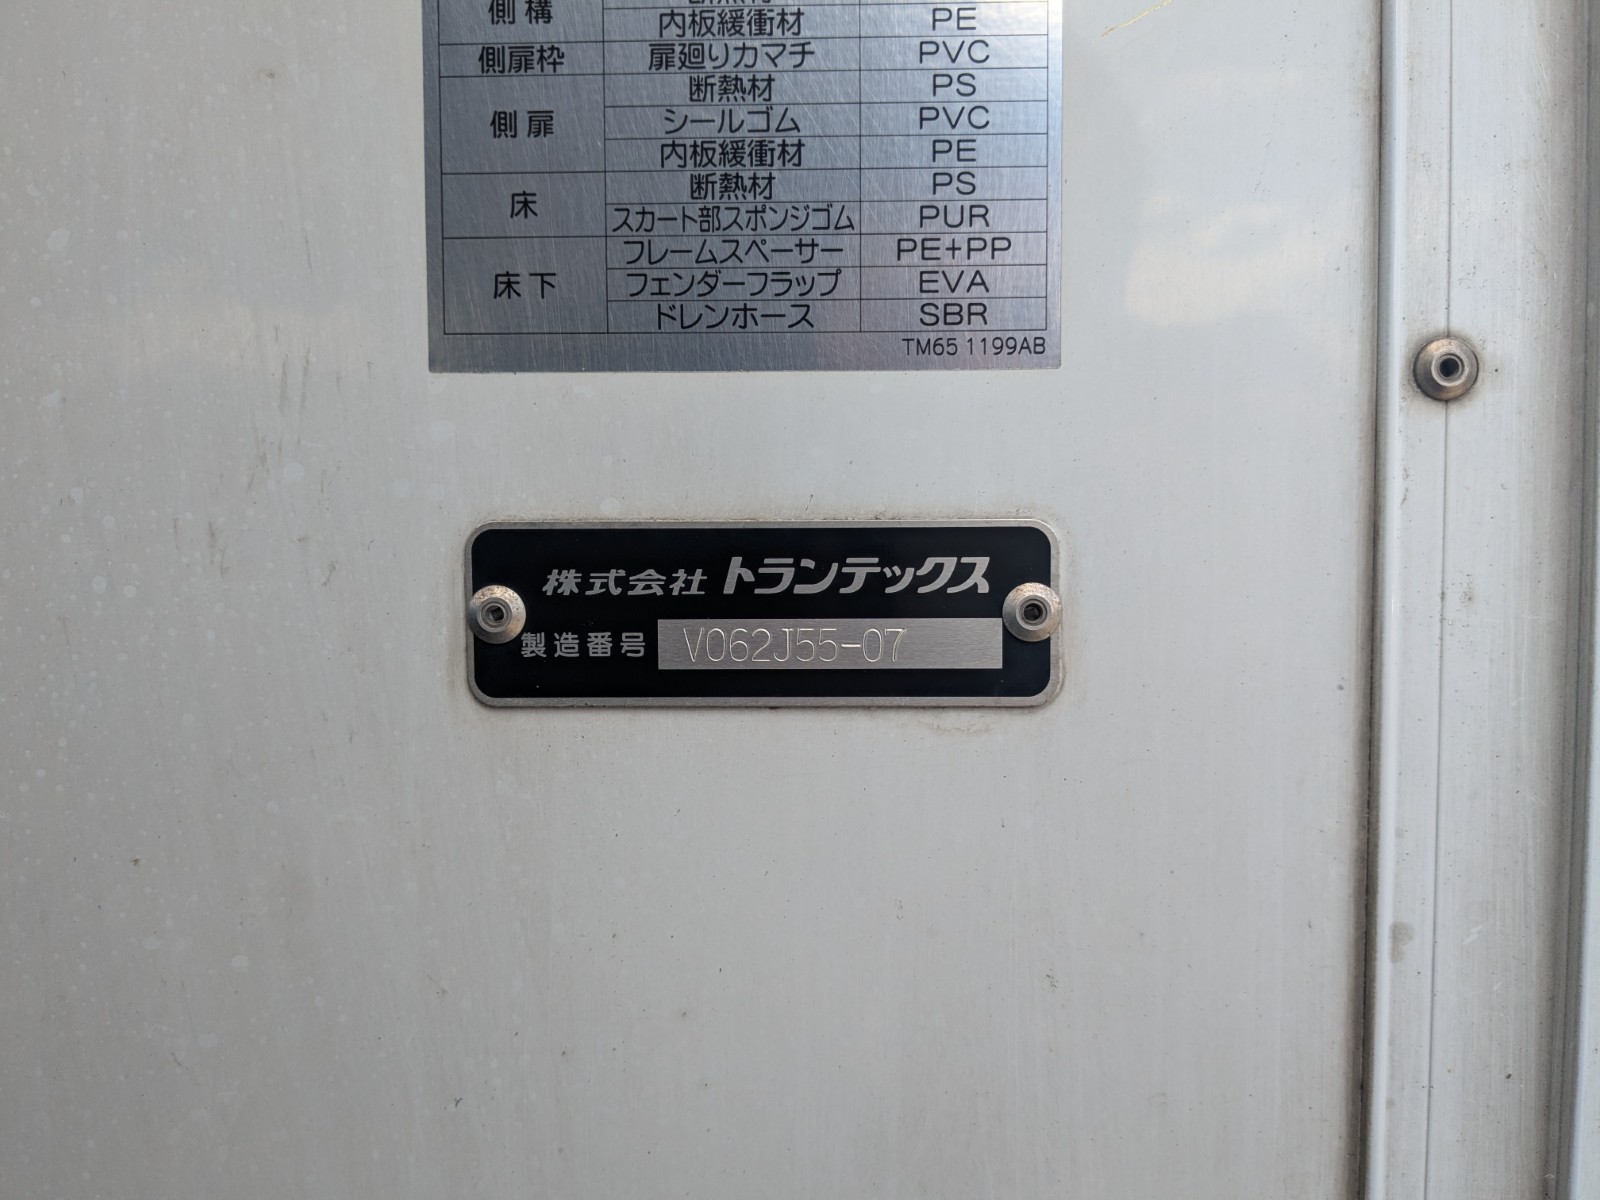 側構
内板緩衝材 PE
側扉枠 扉廻りカマチ PVC
側扉 断熱材 PS
シールゴム PVC
内板緩衝材 PE
床 断熱材 PS
スカート部スポンジゴム PUR
床下 フレームスペーサー PE+PP
フェンダーフラップ EVA
ドレンホース SBR
TM65 1199AB
株式会社 トランテックス
製造番号 V062J55-07